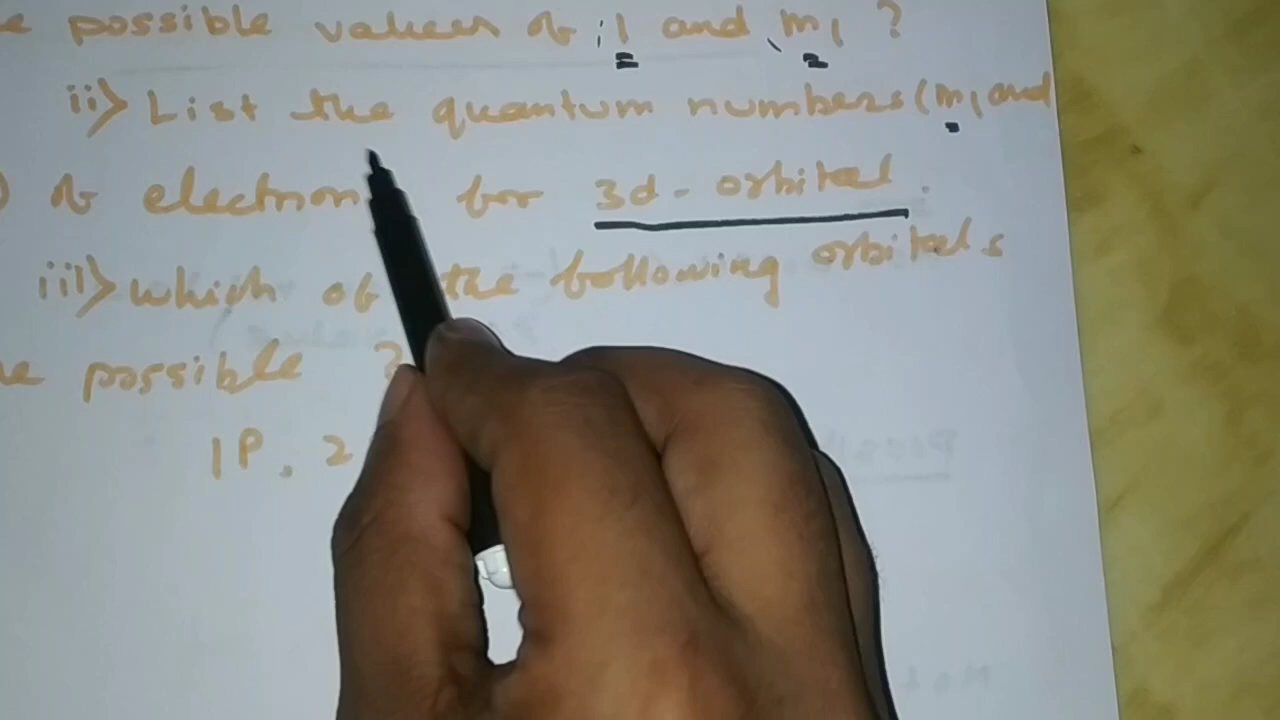 possible values of l and ml ?
ii> List the quantum numbers (ml and
of electron for 3d - orbital.
iii> which of the following orbitals
possible ?
1P, 2